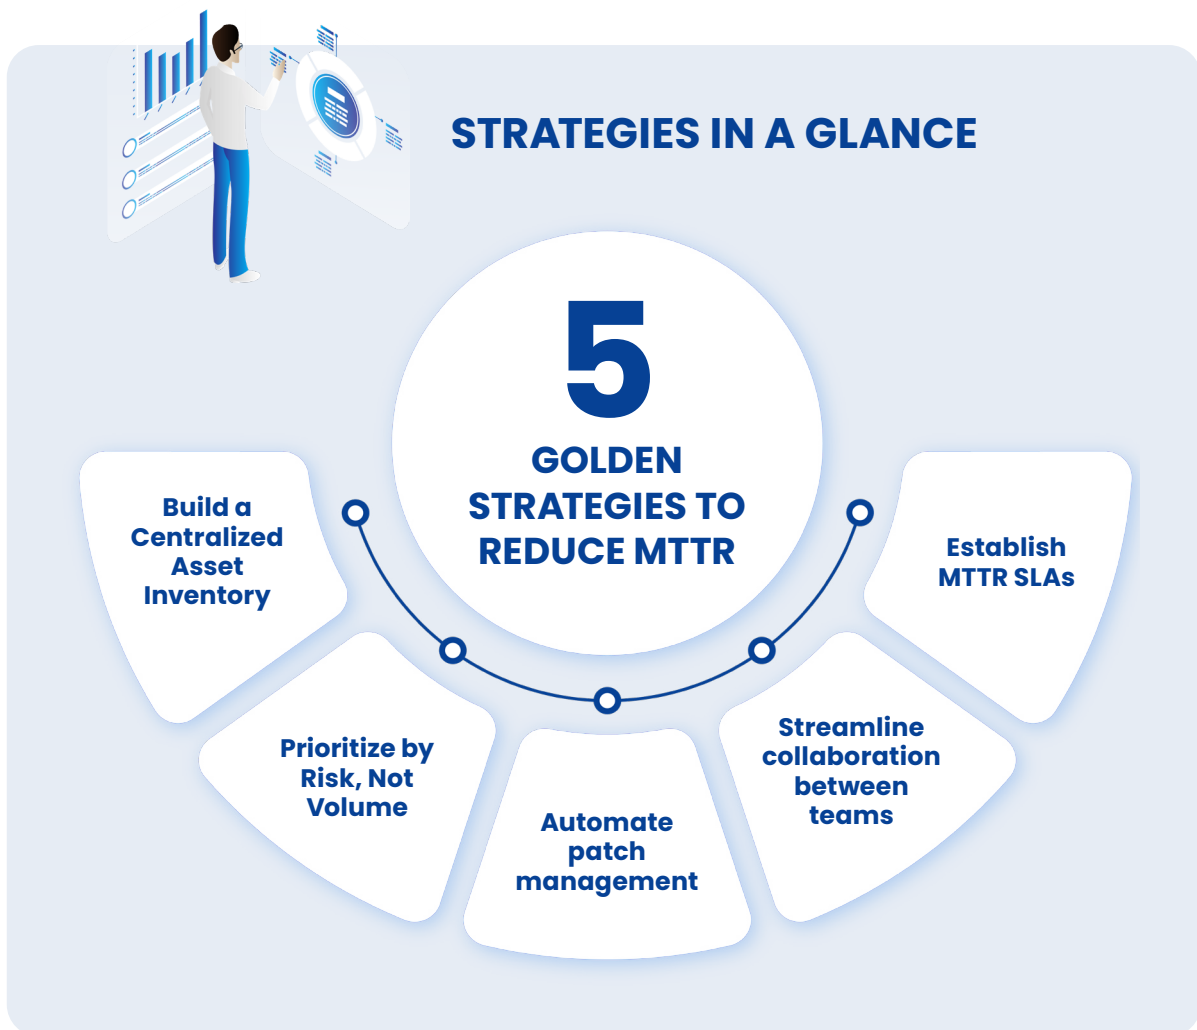 STRATEGIES IN A GLANCE
5
GOLDEN
STRATEGIES TO
REDUCE MTTR
Build a
Centralized
Asset
Inventory
Prioritize by
Risk, Not
Volume
Automate
patch
management
Streamline
collaboration
between
teams
Establish
MTTR SLAs